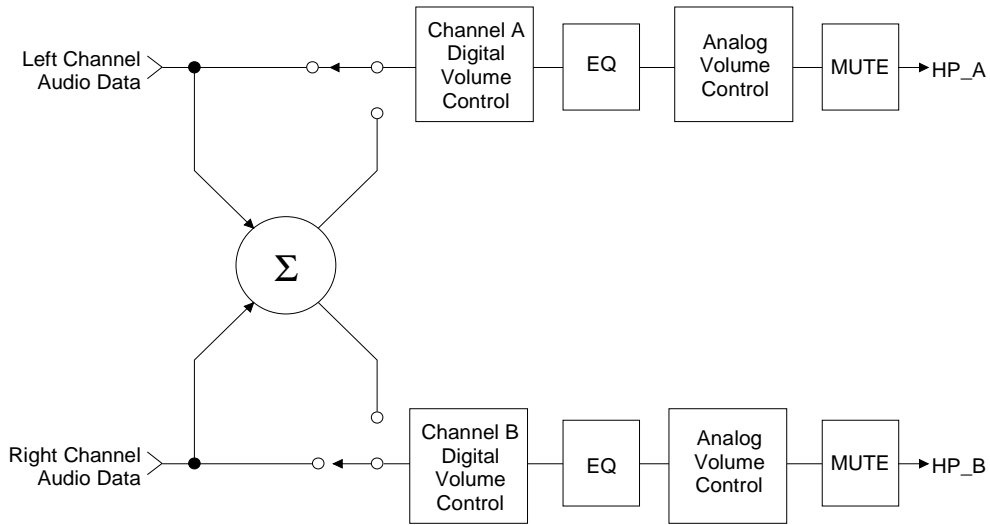 Left Channel
Audio Data
Channel A
Digital
Volume
Control
EQ
Analog
Volume
Control
MUTE
HP_A
Σ
Right Channel
Audio Data
Channel B
Digital
Volume
Control
EQ
Analog
Volume
Control
MUTE
HP_B